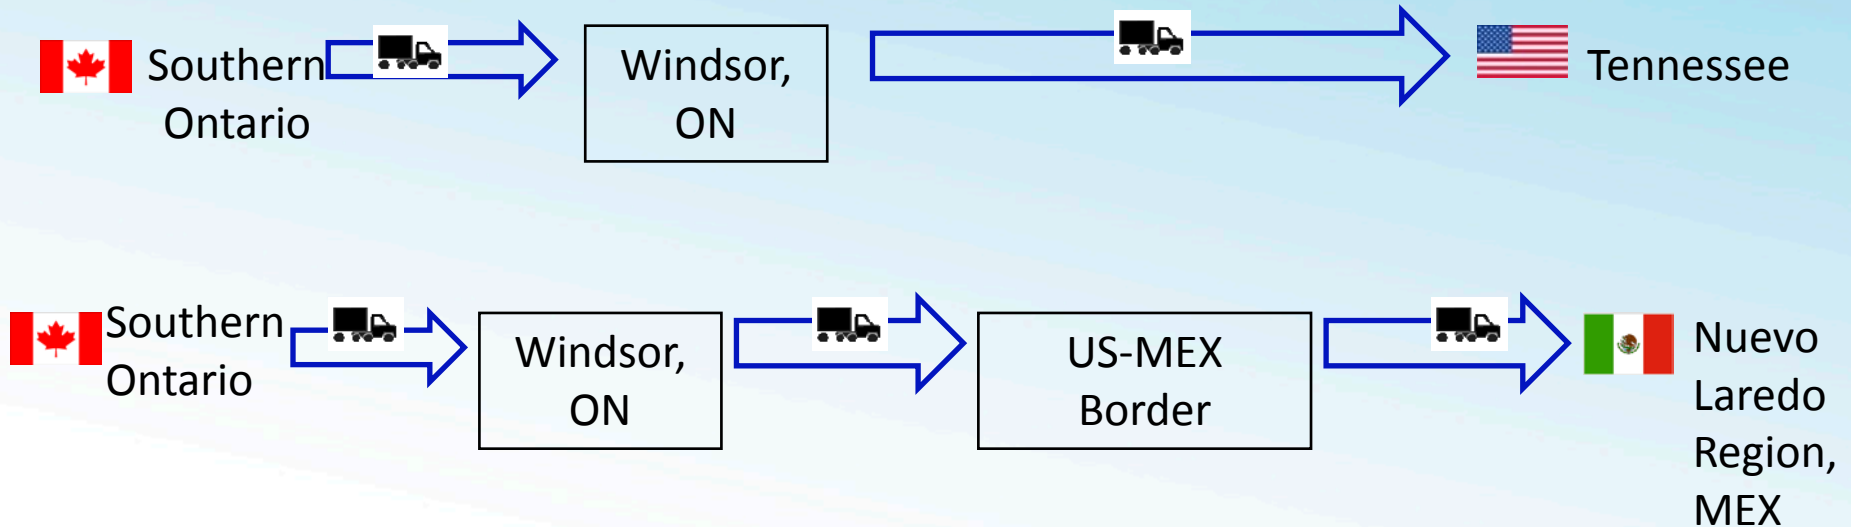 Southern
Ontario
Windsor,
ON
Tennessee
Southern
Ontario
Windsor,
ON
US-MEX
Border
Nuevo
Laredo
Region,
MEX